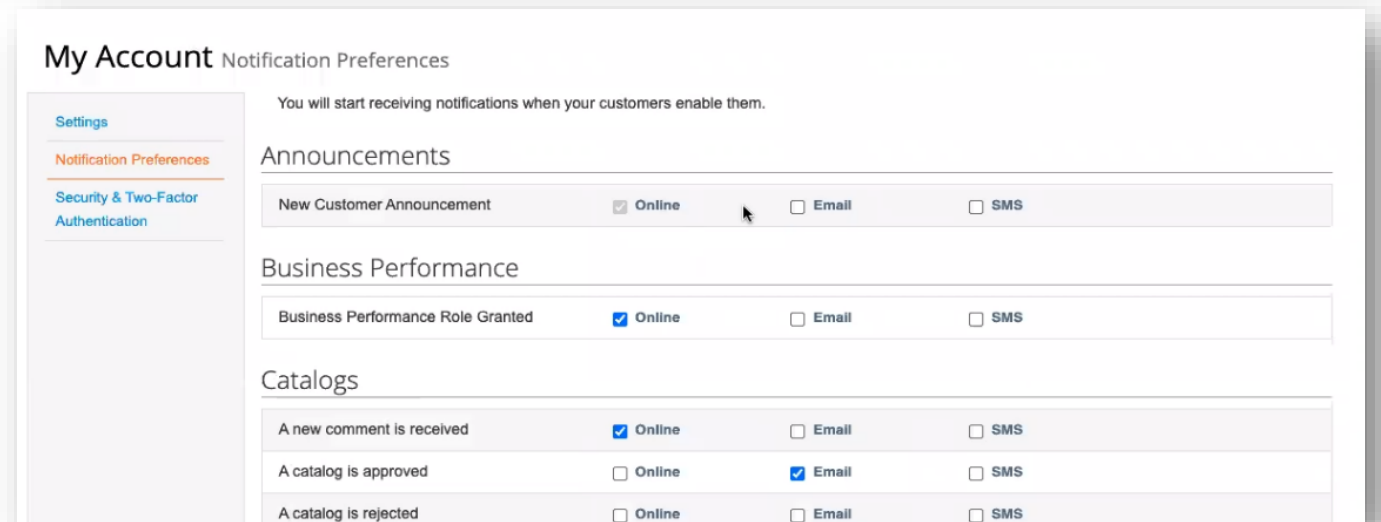 My Account Notification Preferences
You will start receiving notifications when your customers enable them.
Settings
Notification Preferences
Security & Two-Factor
Authentication
Announcements
New Customer Announcement Online Email SMS
Business Performance
Business Performance Role Granted Online Email SMS
Catalogs
A new comment is received Online Email SMS
A catalog is approved Online Email SMS
A catalog is rejected Online Email SMS